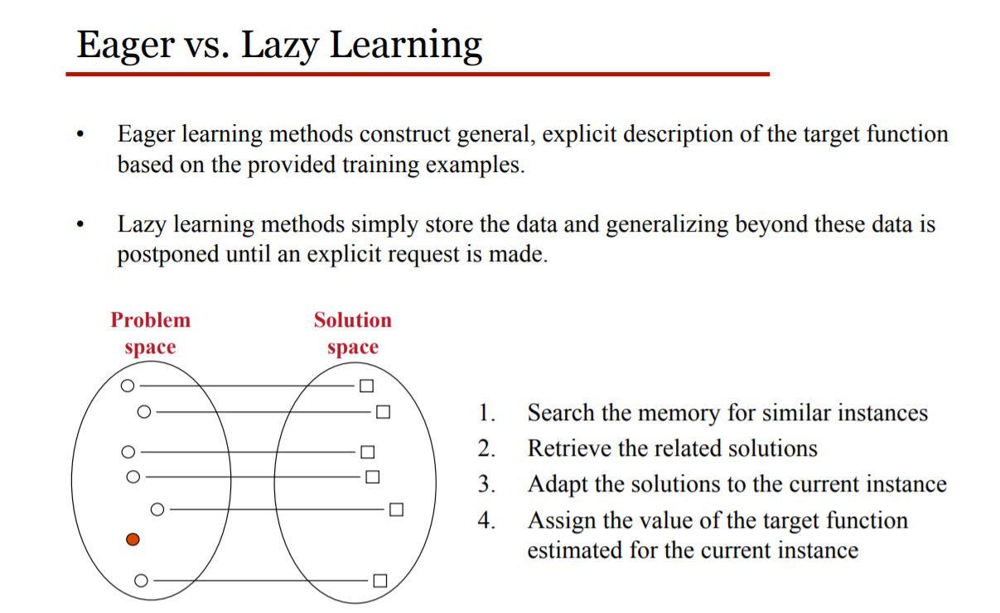 Eager vs. Lazy Learning
• Eager learning methods construct general, explicit description of the target function
based on the provided training examples.
• Lazy learning methods simply store the data and generalizing beyond these data is
postponed until an explicit request is made.
Problem
space
Solution
space
1. Search the memory for similar instances
2. Retrieve the related solutions
3. Adapt the solutions to the current instance
4. Assign the value of the target function
estimated for the current instance